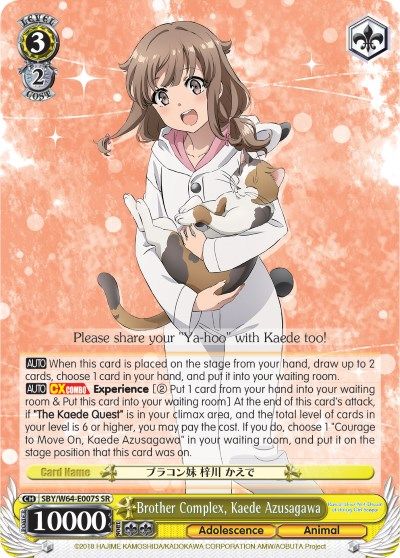 LEVEL
3
2
COST
Please share your "Ya-hoo" with Kaede too!
AUTO When this card is placed on the stage from your hand, draw up to 2
cards, choose 1 card in your hand, and put it into your waiting room.
AUTO CXCOMBO Experience [② Put 1 card from your hand into your waiting
room & Put this card into your waiting room] At the end of this card's attack,
if "The Kaede Quest" is in your climax area, and the total level of cards in
your level is 6 or higher, you may pay the cost. If you do, choose 1 "Courage
to Move On, Kaede Azusagawa" in your waiting room, and put it on the
stage position that this card was on.
Card Name
ブラコン妹 梓川 かえで
CH SBY/W64-E007S SR
POWER
10000
Brother Complex, Kaede Azusagawa
Adolescence
Animal
©2018 HAJIME KAMOSHIDA/KADOKAWA CORPORATION AMW/AOBUTA Project